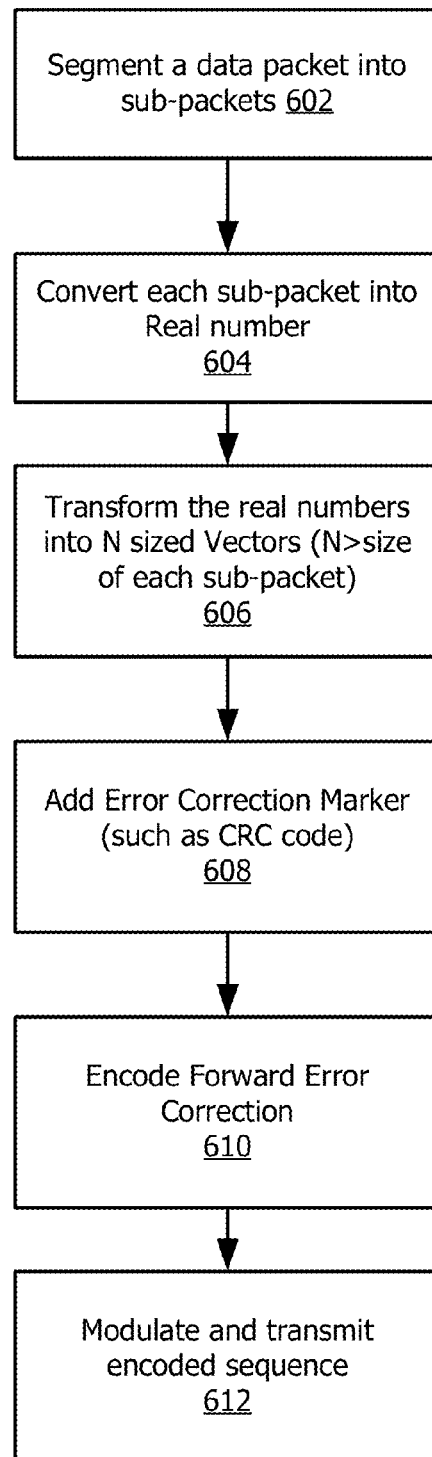 Segment a data packet into
sub-packets 602
Convert each sub-packet into
Real number
604
Transform the real numbers
into N sized Vectors (N>size
of each sub-packet)
606
Add Error Correction Marker
(such as CRC code)
608
Encode Forward Error
Correction
610
Modulate and transmit
encoded sequence
612